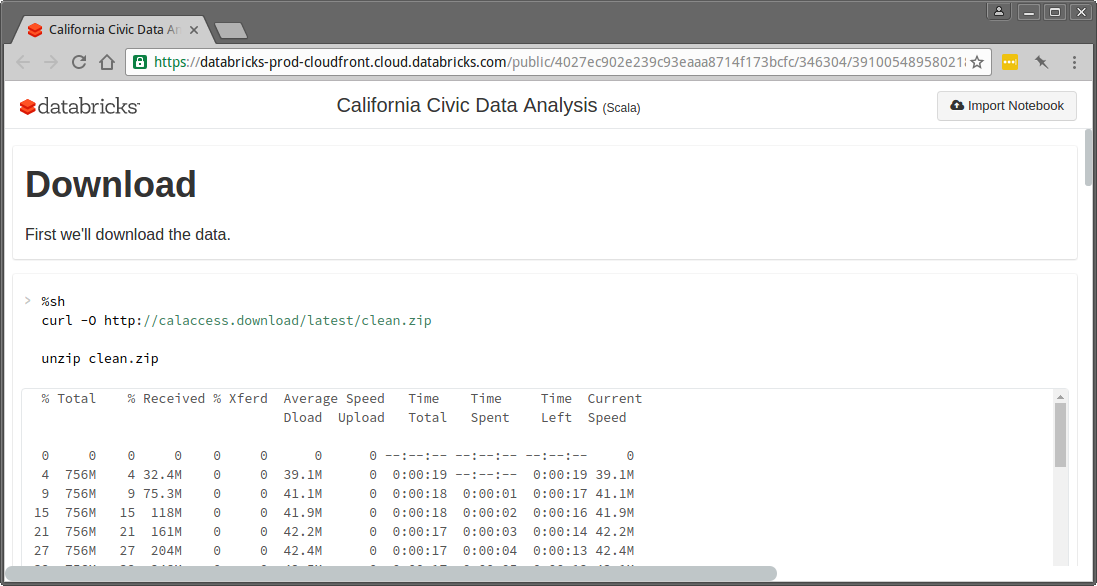 California Civic Data An
https://databricks-prod-cloudfront.cloud.databricks.com/public/4027ec902e239c93eaaa8714f173bcfc/346304/3910054895802189
databricks
California Civic Data Analysis (Scala)
Import Notebook
Download
First we'll download the data.
> %sh
curl -O http://calaccess.download/latest/clean.zip
unzip clean.zip
% Total % Received % Xferd Average Speed Time Time Time Current
Dload Upload Total Spent Left Speed
0 0 0 0 0 0 0 0 --:--:-- --:--:-- --:--:-- 0
4 756M 4 32.4M 0 0 39.1M 0 0:00:19 --:--:-- 0:00:19 39.1M
9 756M 9 75.3M 0 0 41.1M 0 0:00:18 0:00:01 0:00:17 41.1M
15 756M 15 118M 0 0 41.9M 0 0:00:18 0:00:02 0:00:16 41.9M
21 756M 21 161M 0 0 42.2M 0 0:00:17 0:00:03 0:00:14 42.2M
27 756M 27 204M 0 0 42.4M 0 0:00:17 0:00:04 0:00:13 42.4M